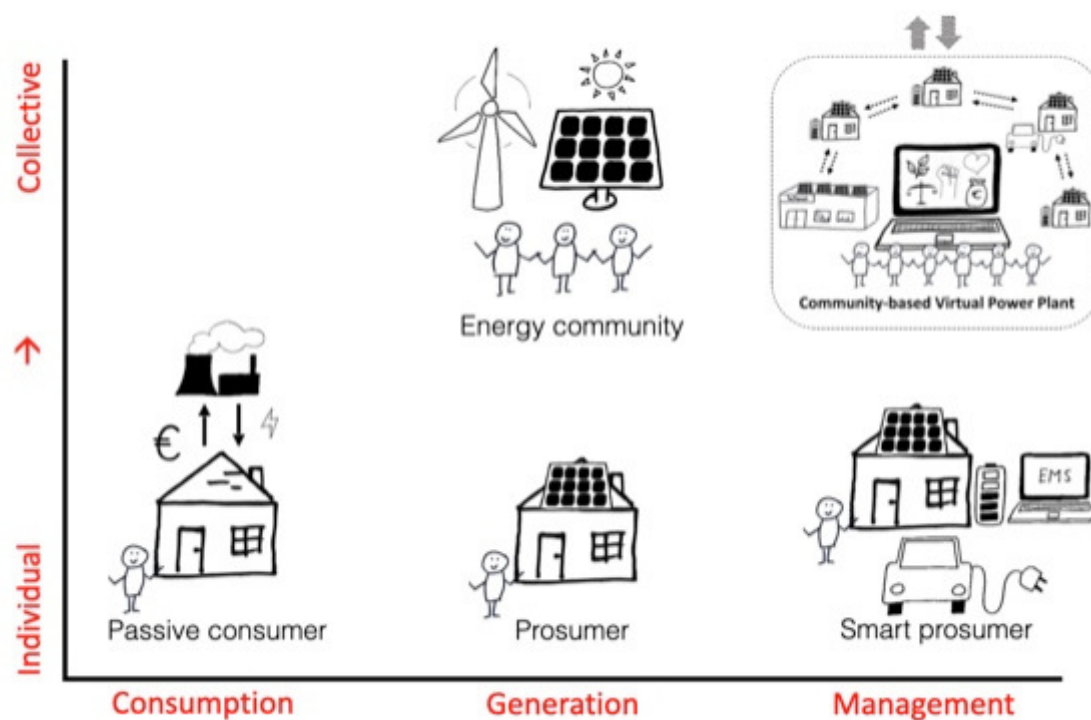 Collective
→
Individual
Energy community
Community-based Virtual Power Plant
€
€
EMS
Passive consumer
Prosumer
Smart prosumer
Consumption
Generation
Management